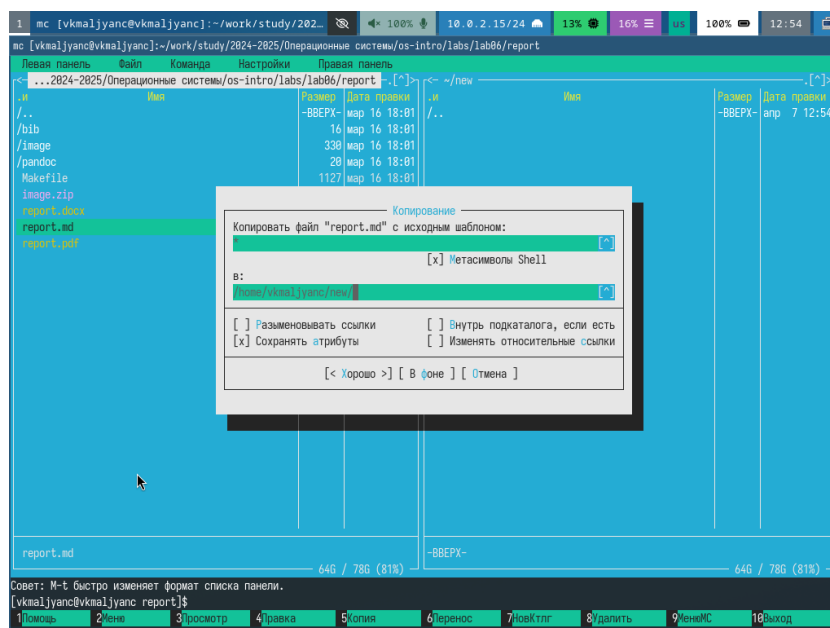 1 mc [vkmaljyanc@vkmaljyanc]:~/work/study/202… 100% 10.0.2.15/24 13% 16% us 100% 12:54
mc [vkmaljyanc@vkmaljyanc]:~/work/study/2024-2025/Операционные системы/os-intro/labs/lab06/report
Левая панель Файл Команда Настройки Правая панель
<- ...2024-2025/Операционные системы/os-intro/labs/lab06/report -.[^]> <- ~/new .[^]>
.и Имя Размер Дата правки .и Имя Размер Дата правки
/.. -ВВЕРХ- мар 16 18:01 /.. -ВВЕРХ- апр 7 12:54
/bib 16 мар 16 18:01
/image 330 мар 16 18:01
/pandoc 20 мар 16 18:01
Makefile 1127 мар 16 18:01
image.zip
report.docx
report.md
report.pdf
Копирование
Копировать файл "report.md" с исходным шаблоном:
* [^]
[x] Метасимволы Shell
в:
/home/vkmaljyanc/new/ [^]
[ ] Разыменовывать ссылки [ ] Внутрь подкаталога, если есть
[x] Сохранять атрибуты [ ] Изменять относительные ссылки
[< Хорошо >] [ В фоне ] [ Отмена ]
report.md -ВВЕРХ-
64G / 78G (81%) 64G / 78G (81%)
Совет: M-t быстро изменяет формат списка панели.
[vkmaljyanc@vkmaljyanc report]$
1Помощь 2Меню 3Просмотр 4Правка 5Копия 6Перенос 7НовКтлг 8Удалить 9МенюMC 10Выход